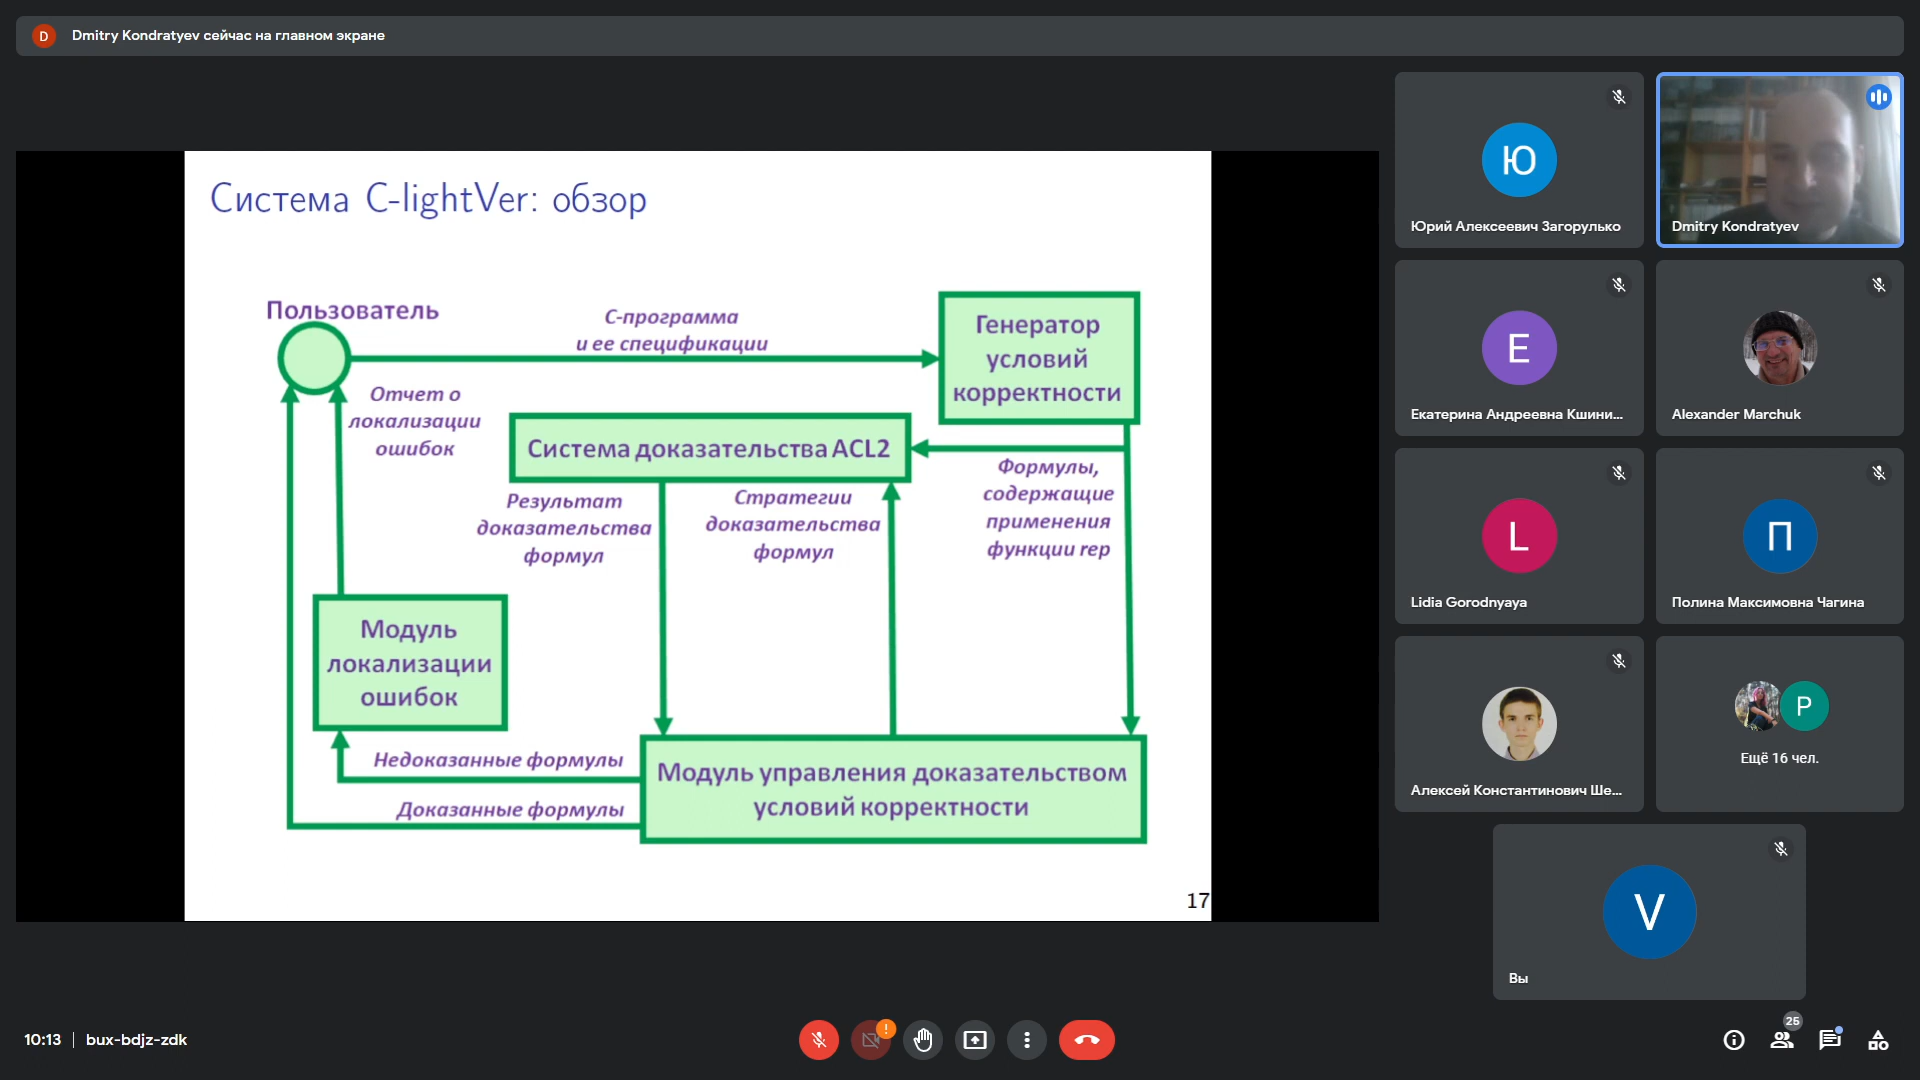 D
Dmitry Kondratyev сейчас на главном экране
Система C-lightVer: обзор
Пользователь
С-программа
и ее спецификации
Генератор
условий
корректности
Отчет о
локализации
ошибок
Система доказательства ACL2
Формулы,
содержащие
применения
функции rep
Результат
доказательства
формул
Стратегии
доказательства
формул
Модуль
локализации
ошибок
Недоказанные формулы
Доказанные формулы
Модуль управления доказательством
условий корректности
17
Ю
Юрий Алексеевич Загорулько
Dmitry Kondratyev
Е
Екатерина Андреевна Кшини...
Alexander Marchuk
L
Lidia Gorodnyaya
П
Полина Максимовна Чагина
Алексей Константинович Ше...
P
Ещё 16 чел.
V
Вы
10:13 | bux-bdjz-zdk
!
25